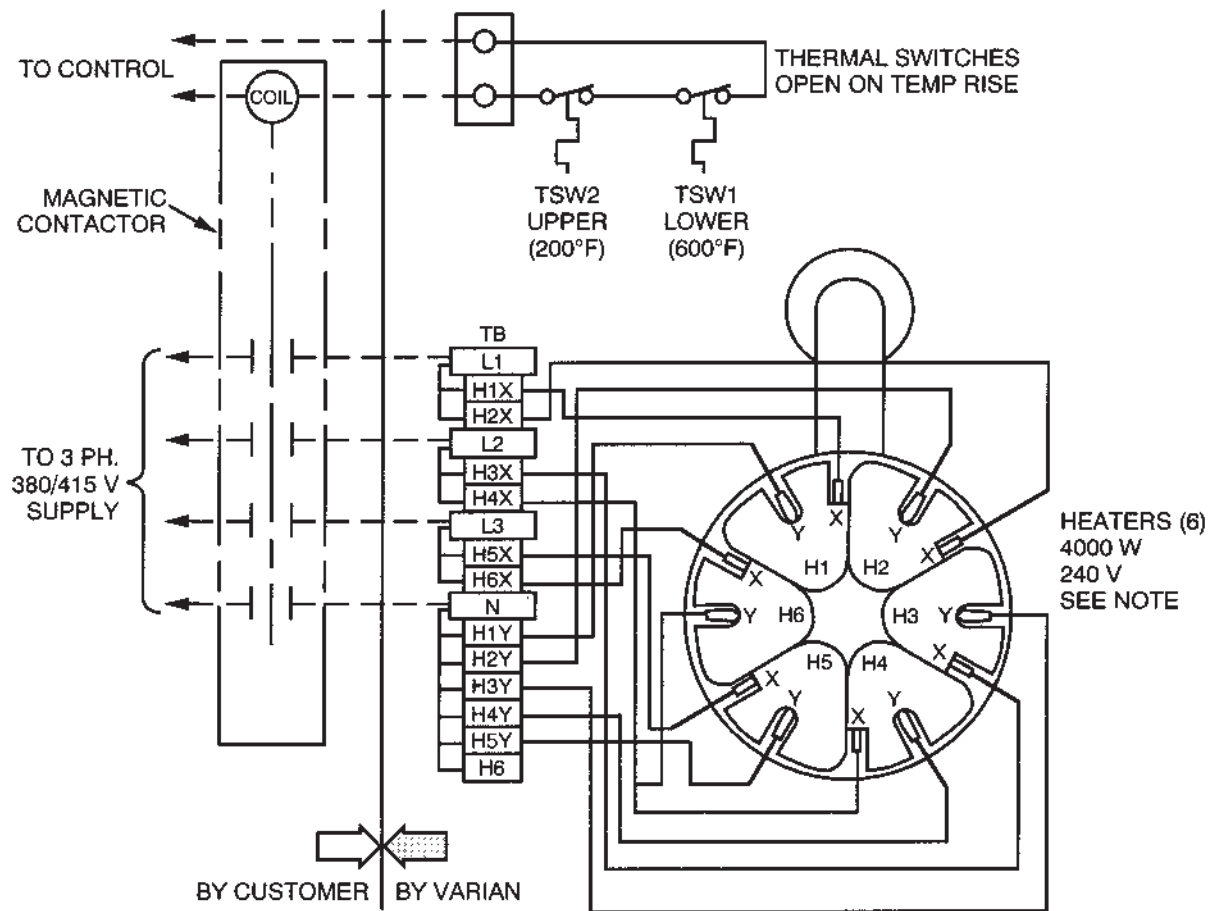 TO CONTROL
COIL
THERMAL SWITCHES
OPEN ON TEMP RISE
MAGNETIC
CONTACTOR
TSW2
UPPER
(200°F)
TSW1
LOWER
(600°F)
TO 3 PH.
380/415 V
SUPPLY
TB
L1
H1X
H2X
L2
H3X
H4X
L3
H5X
H6X
N
H1Y
H2Y
H3Y
H4Y
H5Y
H6
X
Y
H1
Y
X
H2
Y
X
H3
Y
X
H4
Y
X
H5
Y
X
H6
HEATERS (6)
4000 W
240 V
SEE NOTE
BY CUSTOMER
BY VARIAN